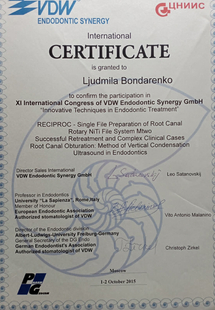 VDW
ENDODONTIC SYNERGY
ЦНИИС
International
CERTIFICATE
is granted to
Ljudmila Bondarenko
to confirm the participation in
XI International Congress of VDW Endodontic Synergy GmbH
"Innovative Techniques in Endodontic Treatment"
RECIPROC - Single File Preparation of Root Canal
Rotary NiTi File System Mtwo
Successful Retreatment and Complex Clinical Cases
Root Canal Obturation: Method of Vertical Condensation
Ultrasound in Endodontics
Director Sales International
VDW Endodontic Synergy GmbH
Leo Satanovskij
Professor in Endodontics
University "La Sapienza", Rome Italy
Member of Honour
European Endodontic Association
Authorized stomatologist of VDW
Vito Antonio Malanino
Director of the Endodontic division
Albert-Ludwigs-University Freiburg-Germany
General Secretary of the DG Endo
German Endodontist's Association
Authorized stomatologist of VDW
Christoph Zirkel
Moscow
1-2 October 2015